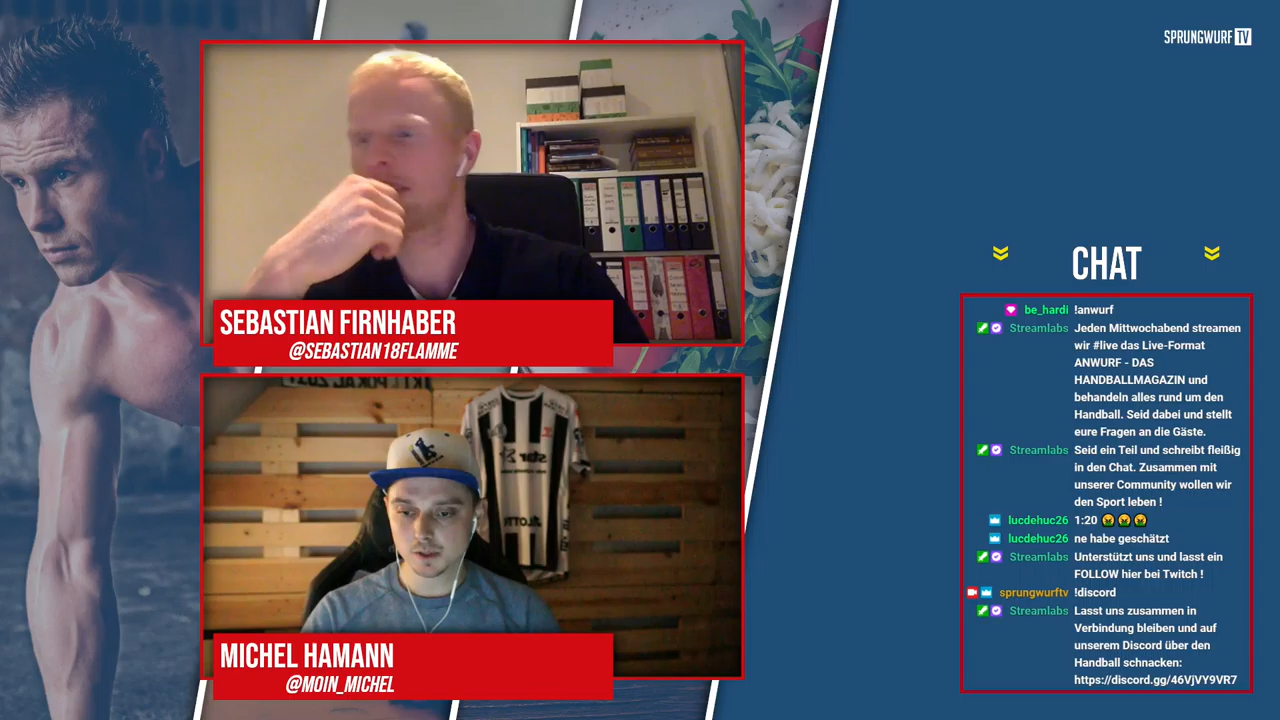 SPRUNGWURF TV
SEBASTIAN FIRNHABER
@SEBASTIAN18FLAMME
MICHEL HAMANN
@MOIN_MICHEL
CHAT
be_hardi !anwurf
Streamlabs Jeden Mittwochabend streamen
wir #live das Live-Format
ANWURF - DAS
HANDBALLMAGAZIN und
behandeln alles rund um den
Handball. Seid dabei und stellt
eure Fragen an die Gäste.
Streamlabs Seid ein Teil und schreibt fleißig
in den Chat. Zusammen mit
unserer Community wollen wir
den Sport leben !
lucdehuc26 1:20 🤮🤮🤮
lucdehuc26 ne habe geschätzt
Streamlabs Unterstützt uns und lasst ein
FOLLOW hier bei Twitch !
sprungwurftv !discord
Streamlabs Lasst uns zusammen in
Verbindung bleiben und auf
unserem Discord über den
Handball schnacken:
https://discord.gg/46VjVY9VR7